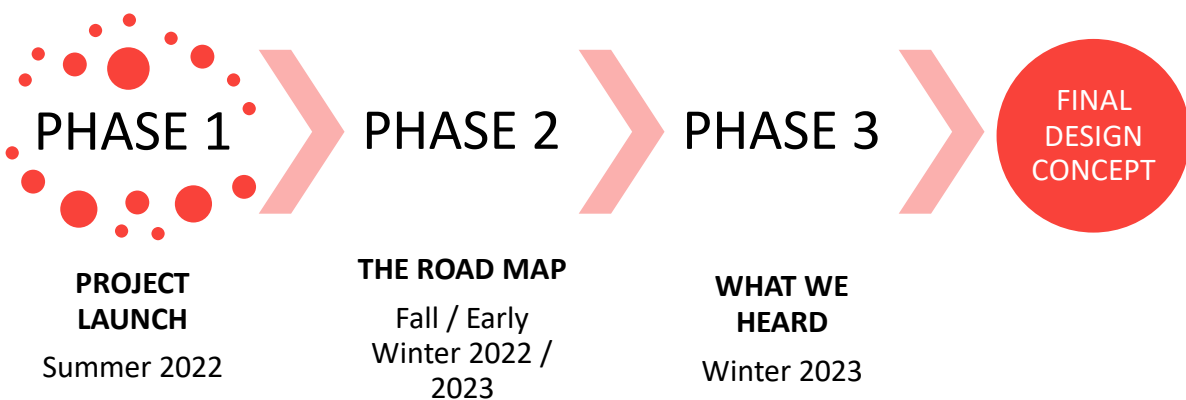 PHASE 1
PROJECT
LAUNCH
Summer 2022
PHASE 2
THE ROAD MAP
Fall / Early
Winter 2022 /
2023
PHASE 3
WHAT WE
HEARD
Winter 2023
FINAL
DESIGN
CONCEPT